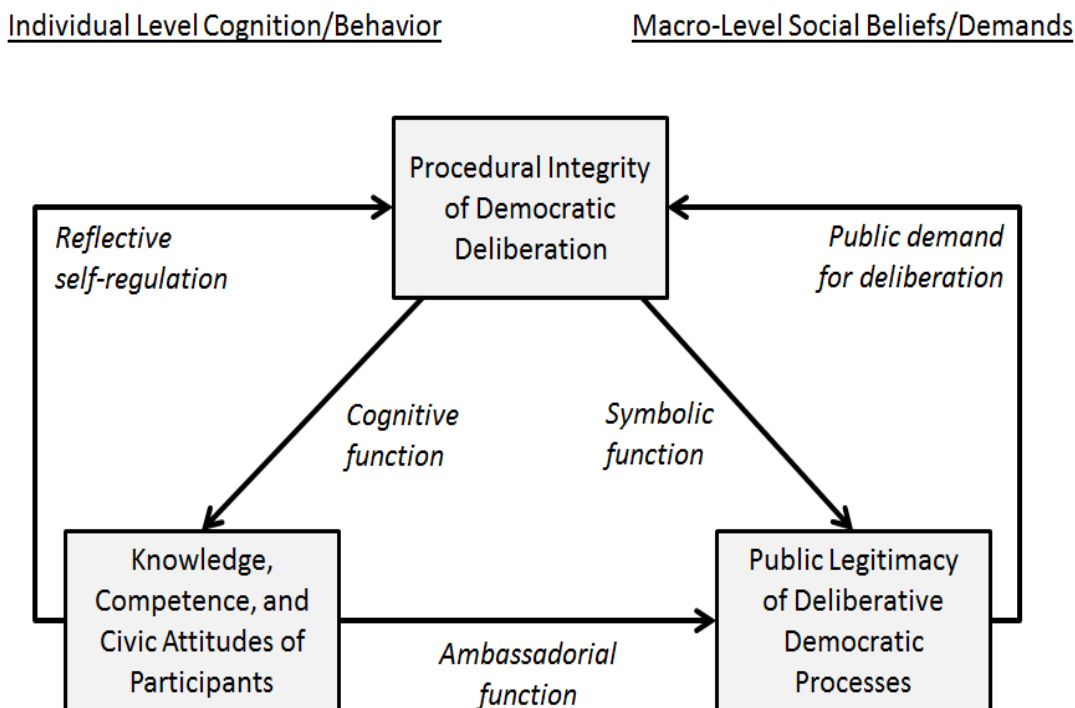 Individual Level Cognition/Behavior
Macro-Level Social Beliefs/Demands
Procedural Integrity
of Democratic
Deliberation
Reflective
self-regulation
Public demand
for deliberation
Cognitive
function
Symbolic
function
Knowledge,
Competence, and
Civic Attitudes of
Participants
Ambassadorial
function
Public Legitimacy
of Deliberative
Democratic
Processes